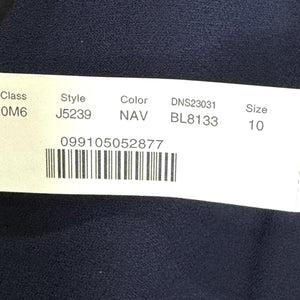 Class Style Color DNS23031 Size
0M6 J5239 NAV BL8133 10
099105052877